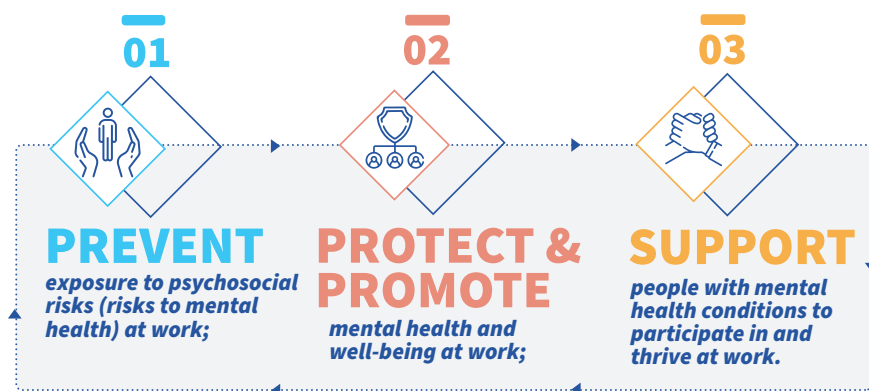 01
PREVENT
exposure to psychosocial
risks (risks to mental
health) at work;
02
PROTECT &
PROMOTE
mental health and
well-being at work;
03
SUPPORT
people with mental
health conditions to
participate in and
thrive at work.